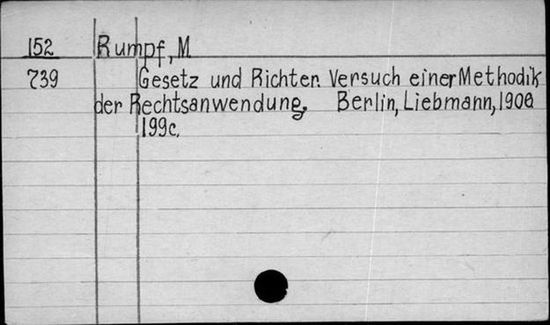 152 Rumpf, M
739 Gesetz und Richter. Versuch einer Methodik
der Rechtsanwendung. Berlin, Liebmann, 1906
199c.